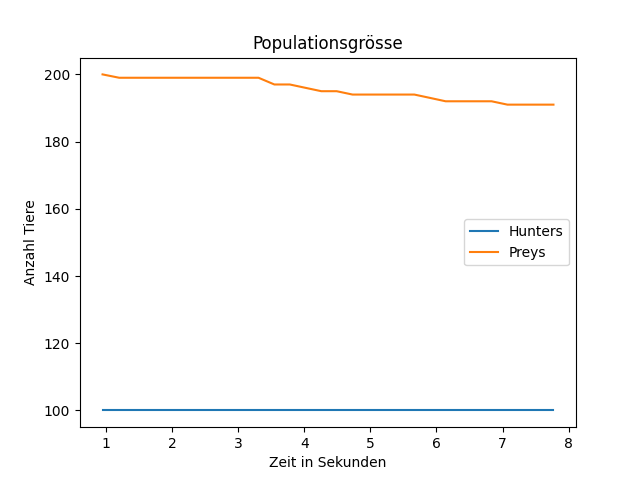 Populationsgrösse
Anzahl Tiere
200
180
160
140
120
100
Hunters
Preys
1 2 3 4 5 6 7 8
Zeit in Sekunden